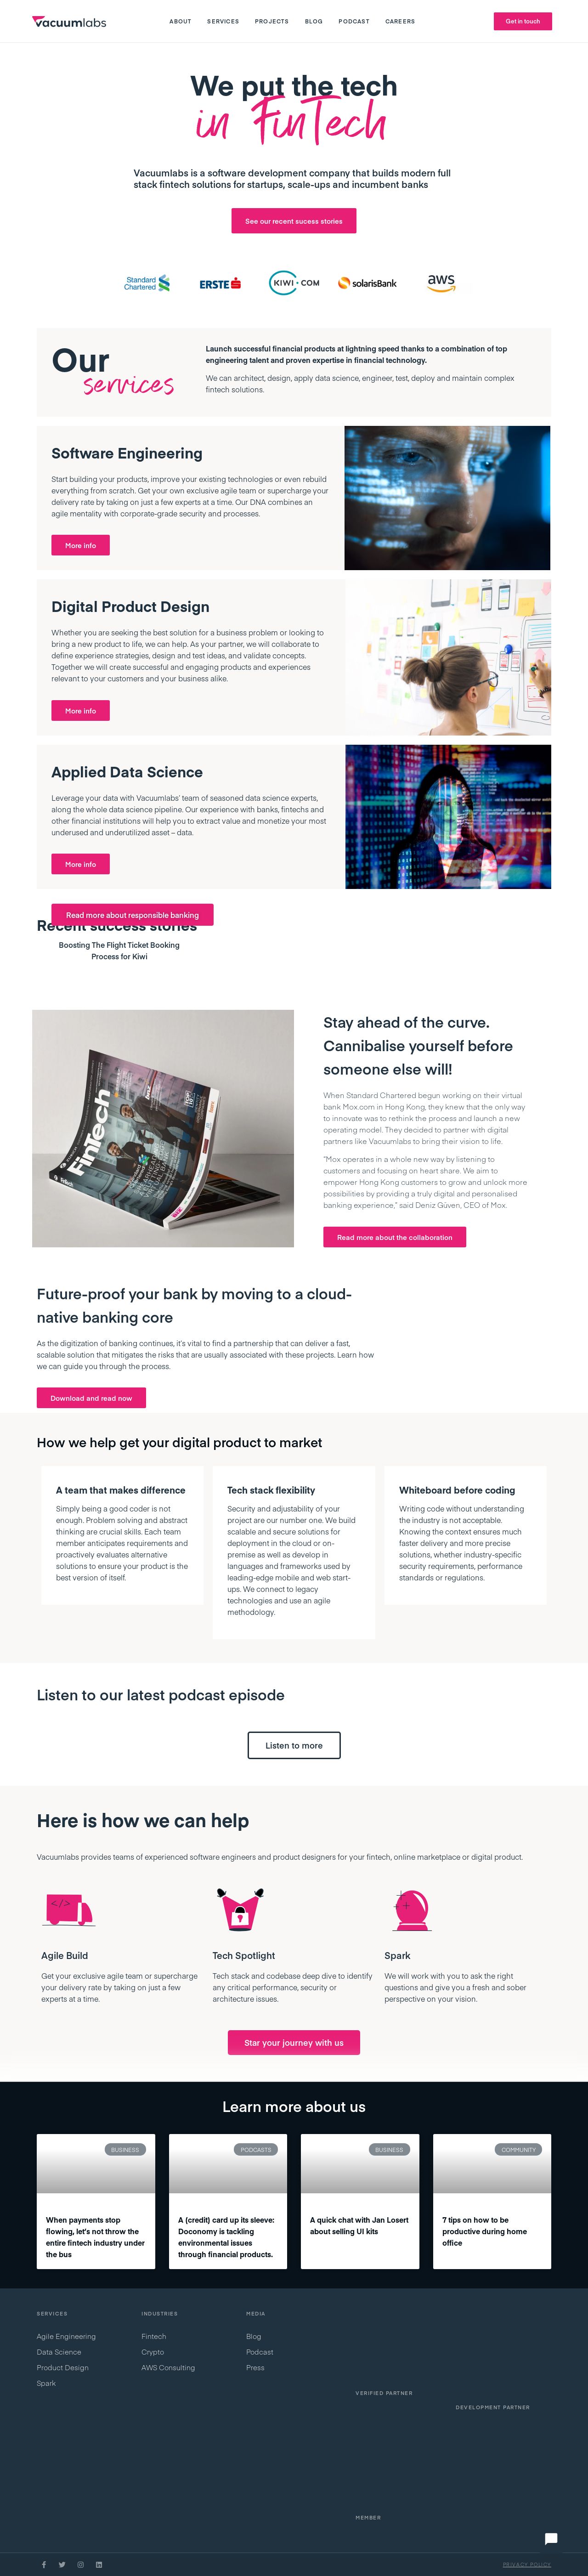 vacuumlabs
ABOUT SERVICES PROJECTS BLOG PODCAST CAREERS
Get in touch
We put the tech
in FinTech
Vacuumlabs is a software development company that builds modern full
stack fintech solutions for startups, scale-ups and incumbent banks
See our recent sucess stories
Standard
Chartered
ERSTE
KIWI.COM
solarisBank
aws
Our
services
Launch successful financial products at lightning speed thanks to a combination of top
engineering talent and proven expertise in financial technology.
We can architect, design, apply data science, engineer, test, deploy and maintain complex
fintech solutions.
Software Engineering
Start building your products, improve your existing technologies or even rebuild
everything from scratch. Get your own exclusive agile team or supercharge your
delivery rate by taking on just a few experts at a time. Our DNA combines an
agile mentality with corporate-grade security and processes.
More info
Digital Product Design
Whether you are seeking the best solution for a business problem or looking to
bring a new product to life, we can help. As your partner, we will collaborate to
define experience strategies, design and test ideas, and validate concepts.
Together we will create successful and engaging products and experiences
relevant to your customers and your business alike.
More info
Applied Data Science
Leverage your data with Vacuumlabs' team of seasoned data science experts,
along the whole data science pipeline. Our experience with banks, fintechs and
other financial institutions will help you to extract value and monetize your most
underused and underutilized asset – data.
More info
Read more about responsible banking
Recent success stories
Boosting The Flight Ticket Booking
Process for Kiwi
FinTech
Stay ahead of the curve.
Cannibalise yourself before
someone else will!
When Standard Chartered begun working on their virtual
bank Mox.com in Hong Kong, they knew that the only way
to innovate was to rethink the process and launch a new
operating model. They decided to partner with digital
partners like Vacuumlabs to bring their vision to life.
"Mox operates in a whole new way by listening to
customers and focusing on heart share. We aim to
empower Hong Kong customers to grow and unlock more
possibilities by providing a truly digital and personalised
banking experience," said Deniz Güven, CEO of Mox.
Read more about the collaboration
Future-proof your bank by moving to a cloud-
native banking core
As the digitization of banking continues, it's vital to find a partnership that can deliver a fast,
scalable solution that mitigates the risks that are usually associated with these projects. Learn how
we can guide you through the process.
Download and read now
How we help get your digital product to market
A team that makes difference
Simply being a good coder is not
enough. Problem solving and abstract
thinking are crucial skills. Each team
member anticipates requirements and
proactively evaluates alternative
solutions to ensure your product is the
best version of itself.
Tech stack flexibility
Security and adjustability of your
project are our number one. We build
scalable and secure solutions for
deployment in the cloud or on-
premise as well as develop in
languages and frameworks used by
leading-edge mobile and web start-
ups. We connect to legacy
technologies and use an agile
methodology.
Whiteboard before coding
Writing code without understanding
the industry is not acceptable.
Knowing the context ensures much
faster delivery and more precise
solutions, whether industry-specific
security requirements, performance
standards or regulations.
Listen to our latest podcast episode
Listen to more
Here is how we can help
Vacuumlabs provides teams of experienced software engineers and product designers for your fintech, online marketplace or digital product.
Agile Build
Get your exclusive agile team or supercharge
your delivery rate by taking on just a few
experts at a time.
Tech Spotlight
Tech stack and codebase deep dive to identify
any critical performance, security or
architecture issues.
Spark
We will work with you to ask the right
questions and give you a fresh and sober
perspective on your vision.
Star your journey with us
Learn more about us
BUSINESS
When payments stop
flowing, let's not throw the
entire fintech industry under
the bus
PODCASTS
A (credit) card up its sleeve:
Doconomy is tackling
environmental issues
through financial products.
BUSINESS
A quick chat with Jan Losert
about selling UI kits
COMMUNITY
7 tips on how to be
productive during home
office
SERVICES
Agile Engineering
Data Science
Product Design
Spark
INDUSTRIES
Fintech
Crypto
AWS Consulting
MEDIA
Blog
Podcast
Press
VERIFIED PARTNER
DEVELOPMENT PARTNER
MEMBER
PRIVACY POLICY